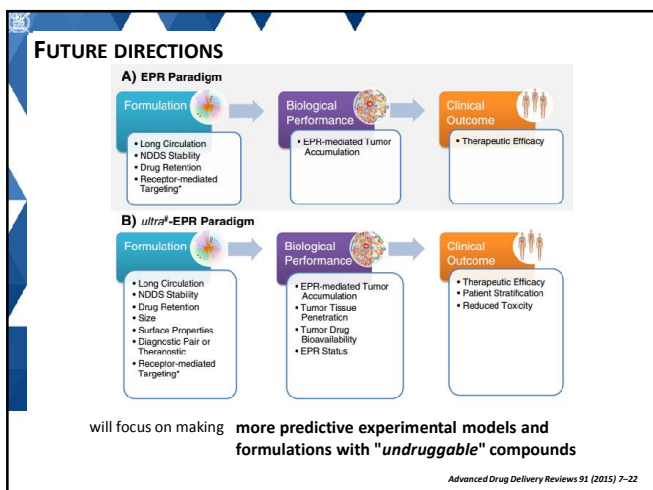 FUTURE DIRECTIONS
A) EPR Paradigm
Formulation
• Long Circulation
• NDDS Stability
• Drug Retention
• Receptor-mediated
Targeting*
Biological
Performance
• EPR-mediated Tumor
Accumulation
Clinical
Outcome
• Therapeutic Efficacy
B) ultra#-EPR Paradigm
Formulation
• Long Circulation
• NDDS Stability
• Drug Retention
• Size
• Surface Properties
• Diagnostic Pair or
Theranostic
• Receptor-mediated
Targeting*
Biological
Performance
• EPR-mediated Tumor
Accumulation
• Tumor Tissue
Penetration
• Tumor Drug
Bioavailability
• EPR Status
Clinical
Outcome
• Therapeutic Efficacy
• Patient Stratification
• Reduced Toxicity
will focus on making more predictive experimental models and
formulations with "undruggable" compounds
Advanced Drug Delivery Reviews 91 (2015) 7–22